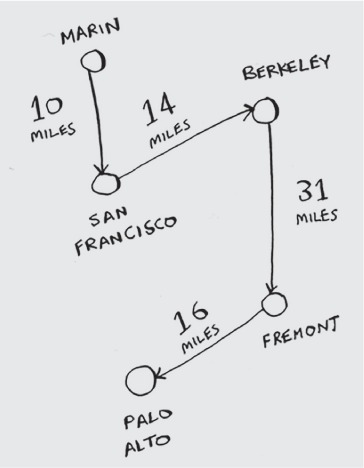 MARIN
10
MILES
14
MILES
BERKELEY
SAN
FRANCISCO
31
MILES
16
MILES
FREMONT
PALO
ALTO